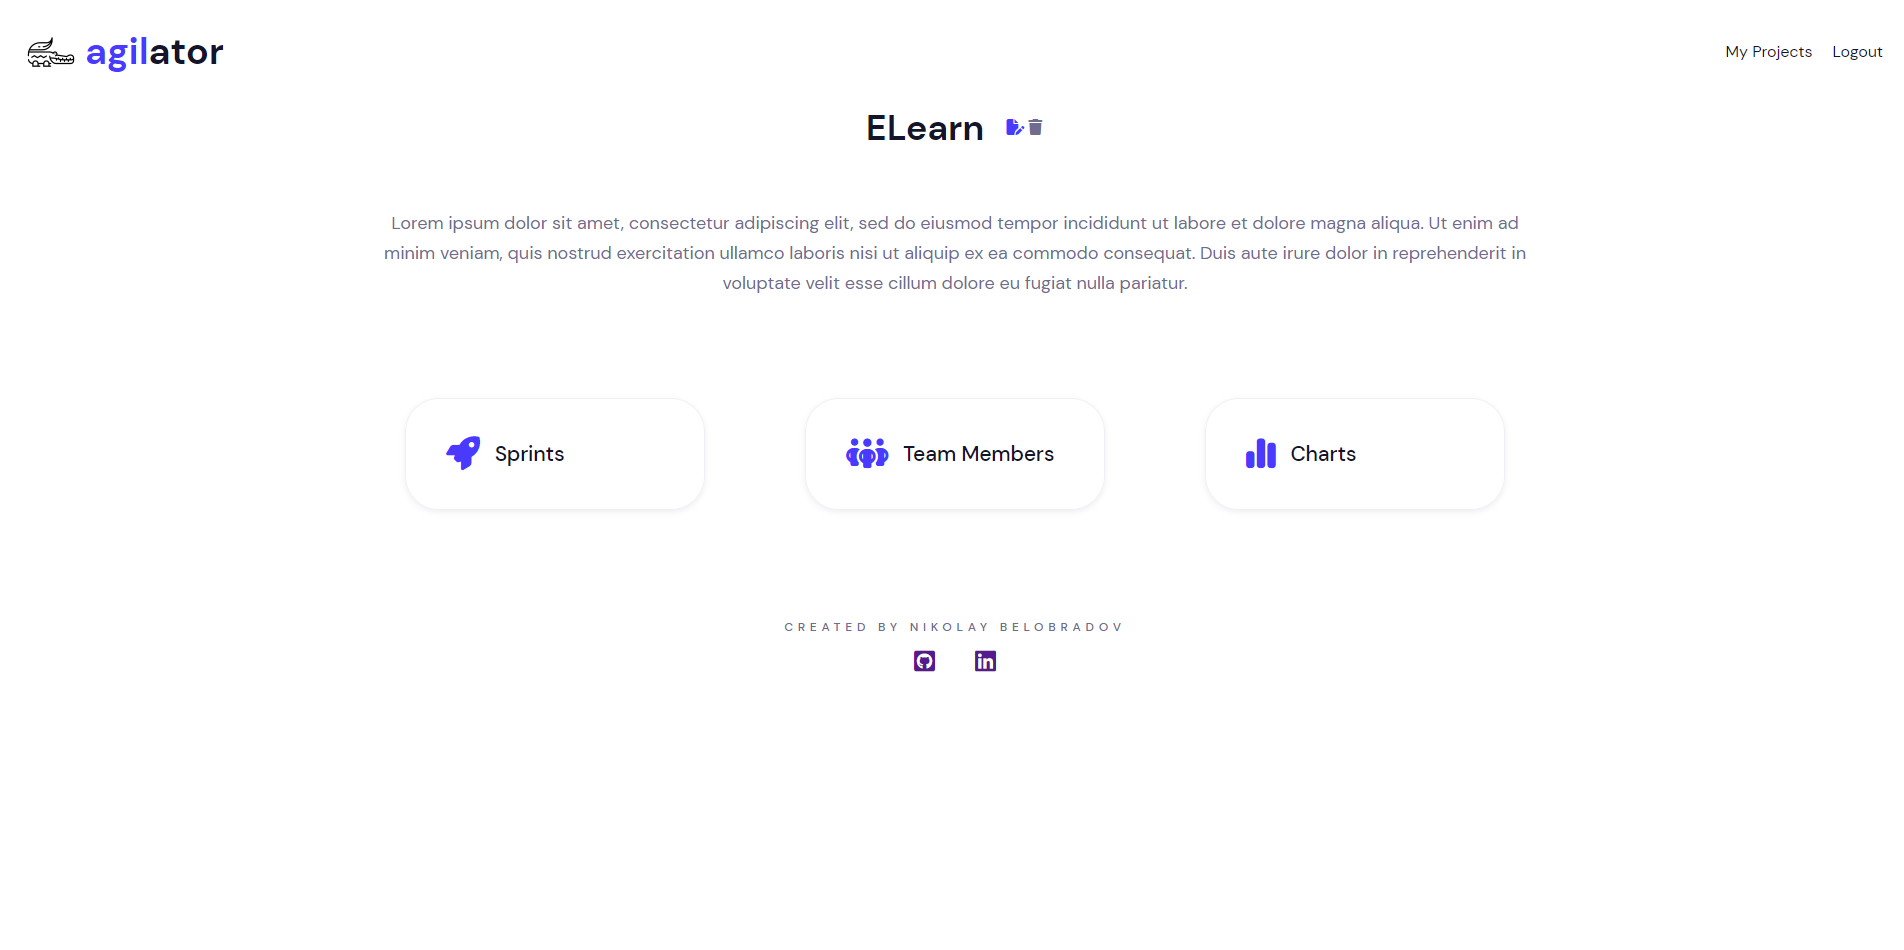 agilator
My Projects
Logout
ELearn
Lorem ipsum dolor sit amet, consectetur adipiscing elit, sed do eiusmod tempor incididunt ut labore et dolore magna aliqua. Ut enim ad
minim veniam, quis nostrud exercitation ullamco laboris nisi ut aliquip ex ea commodo consequat. Duis aute irure dolor in reprehenderit in
voluptate velit esse cillum dolore eu fugiat nulla pariatur.
Sprints
Team Members
Charts
CREATED BY NIKOLAY BELOBRADOV
in